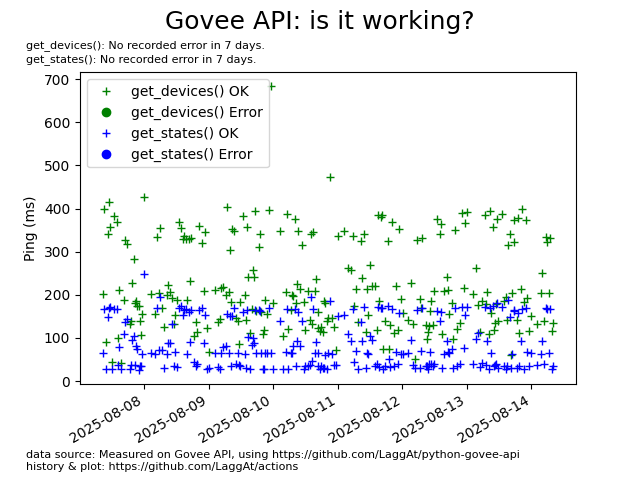 Govee API: is it working?
get_devices(): No recorded error in 7 days.
get_states(): No recorded error in 7 days.
700
600
500
400
300
200
100
0
Ping (ms)
get_devices() OK
get_devices() Error
get_states() OK
get_states() Error
2025-08-08
2025-08-09
2025-08-10
2025-08-11
2025-08-12
2025-08-13
2025-08-14
data source: Measured on Govee API, using https://github.com/LaggAt/python-govee-api
history & plot: https://github.com/LaggAt/actions